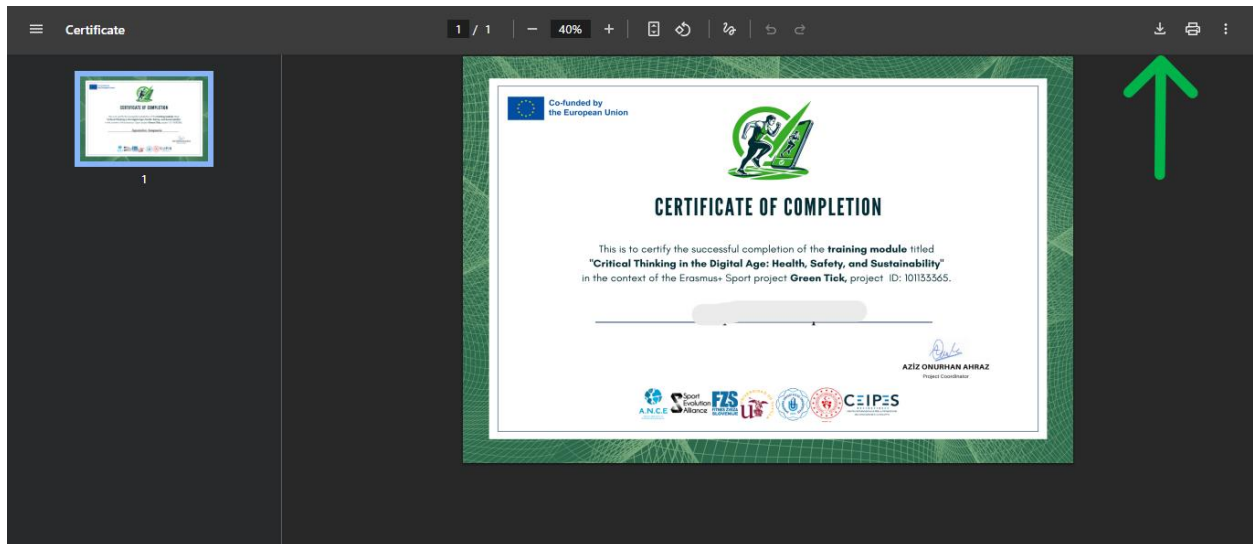 Certificate
1 / 1
40%
1
Co-funded by
the European Union
CERTIFICATE OF COMPLETION
This is to certify the successful completion of the training module titled
"Critical Thinking in the Digital Age: Health, Safety, and Sustainability"
in the context of the Erasmus+ Sport project Green Tick, project ID: 101133365.
AZİZ ONURHAN AHRAZ
Project Coordinator
A.N.C.E
Sport
Evolution
Alliance
FZS
FITNES ZVEZA
SLOVENIJE
CEIPES